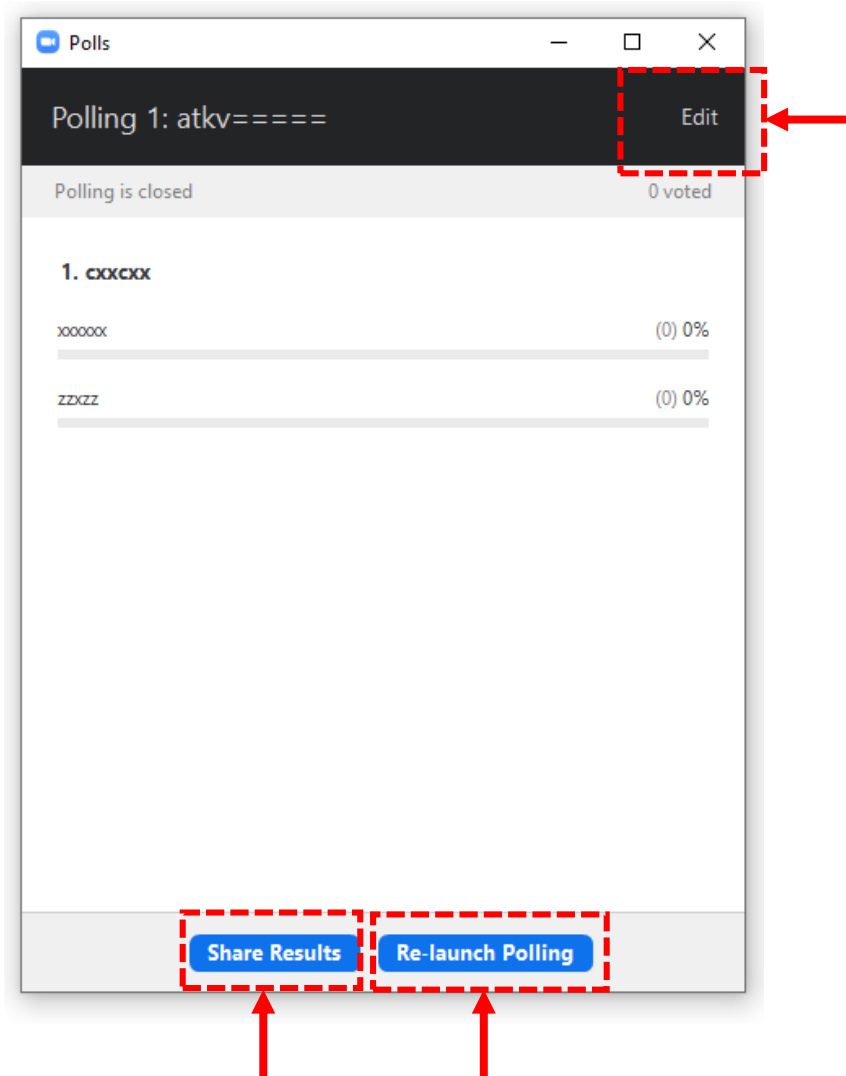 Polls
Polling 1: atkv===== Edit
Polling is closed 0 voted
1. cxxcxx
xxxxxx (0) 0%
zzxzz (0) 0%
Share Results Re-launch Polling